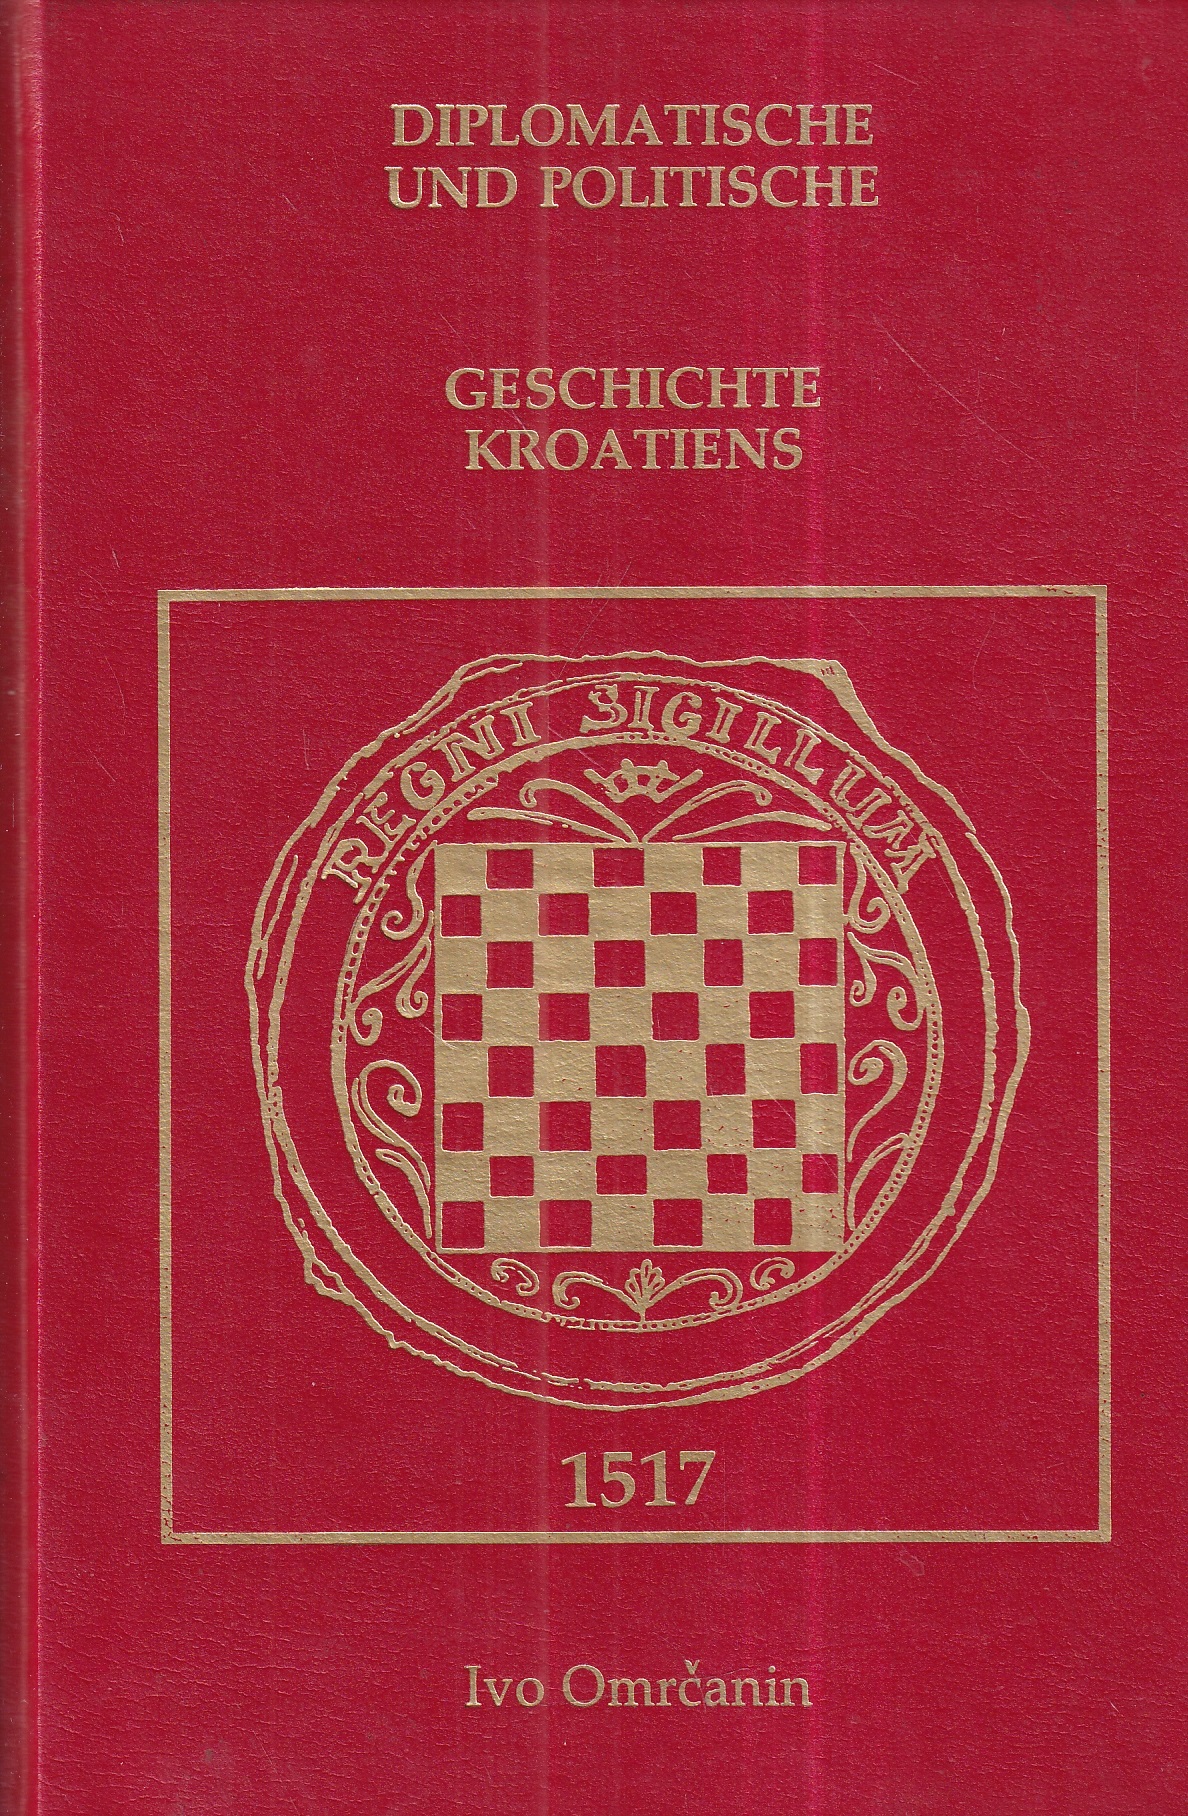 DIPLOMATISCHE
UND POLITISCHE
GESCHICHTE
KROATIENS
REGNI SIGILLUM
1517
Ivo Omrčanin